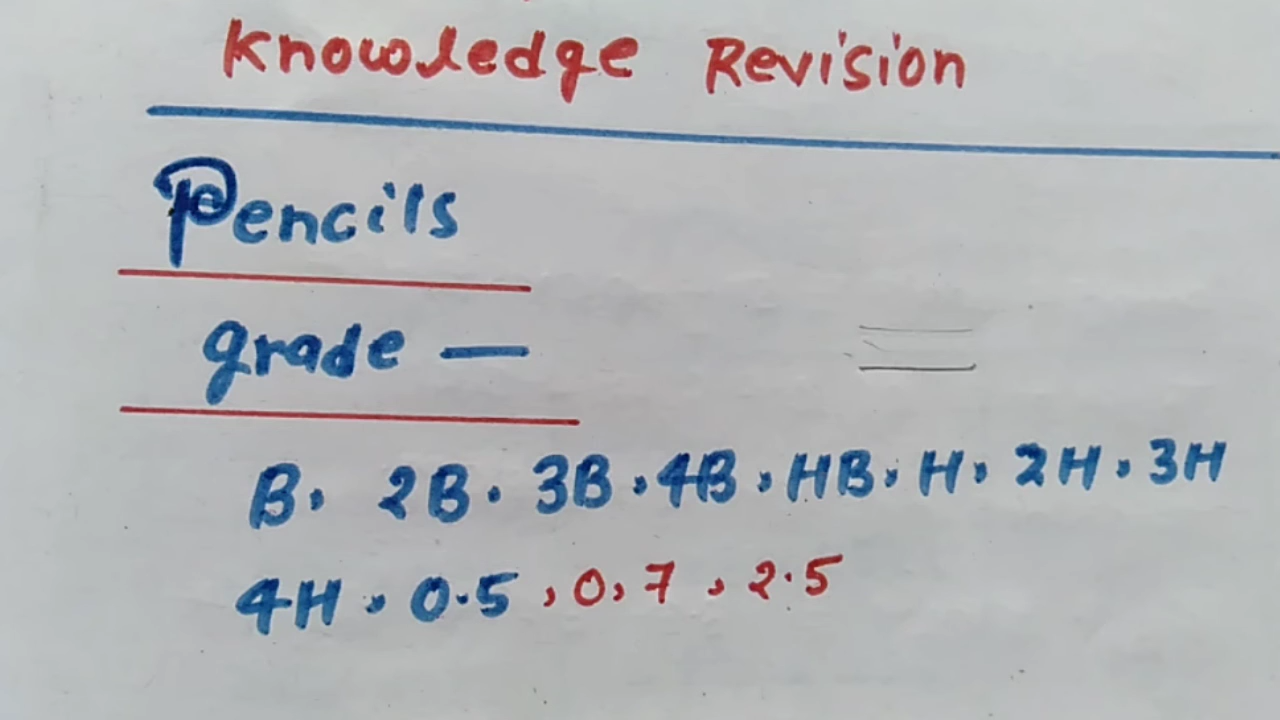 Knowledge Revision
Pencils
grade —
B, 2B, 3B, 4B, HB, H, 2H, 3H
4H, 0.5, 0,7, 2.5